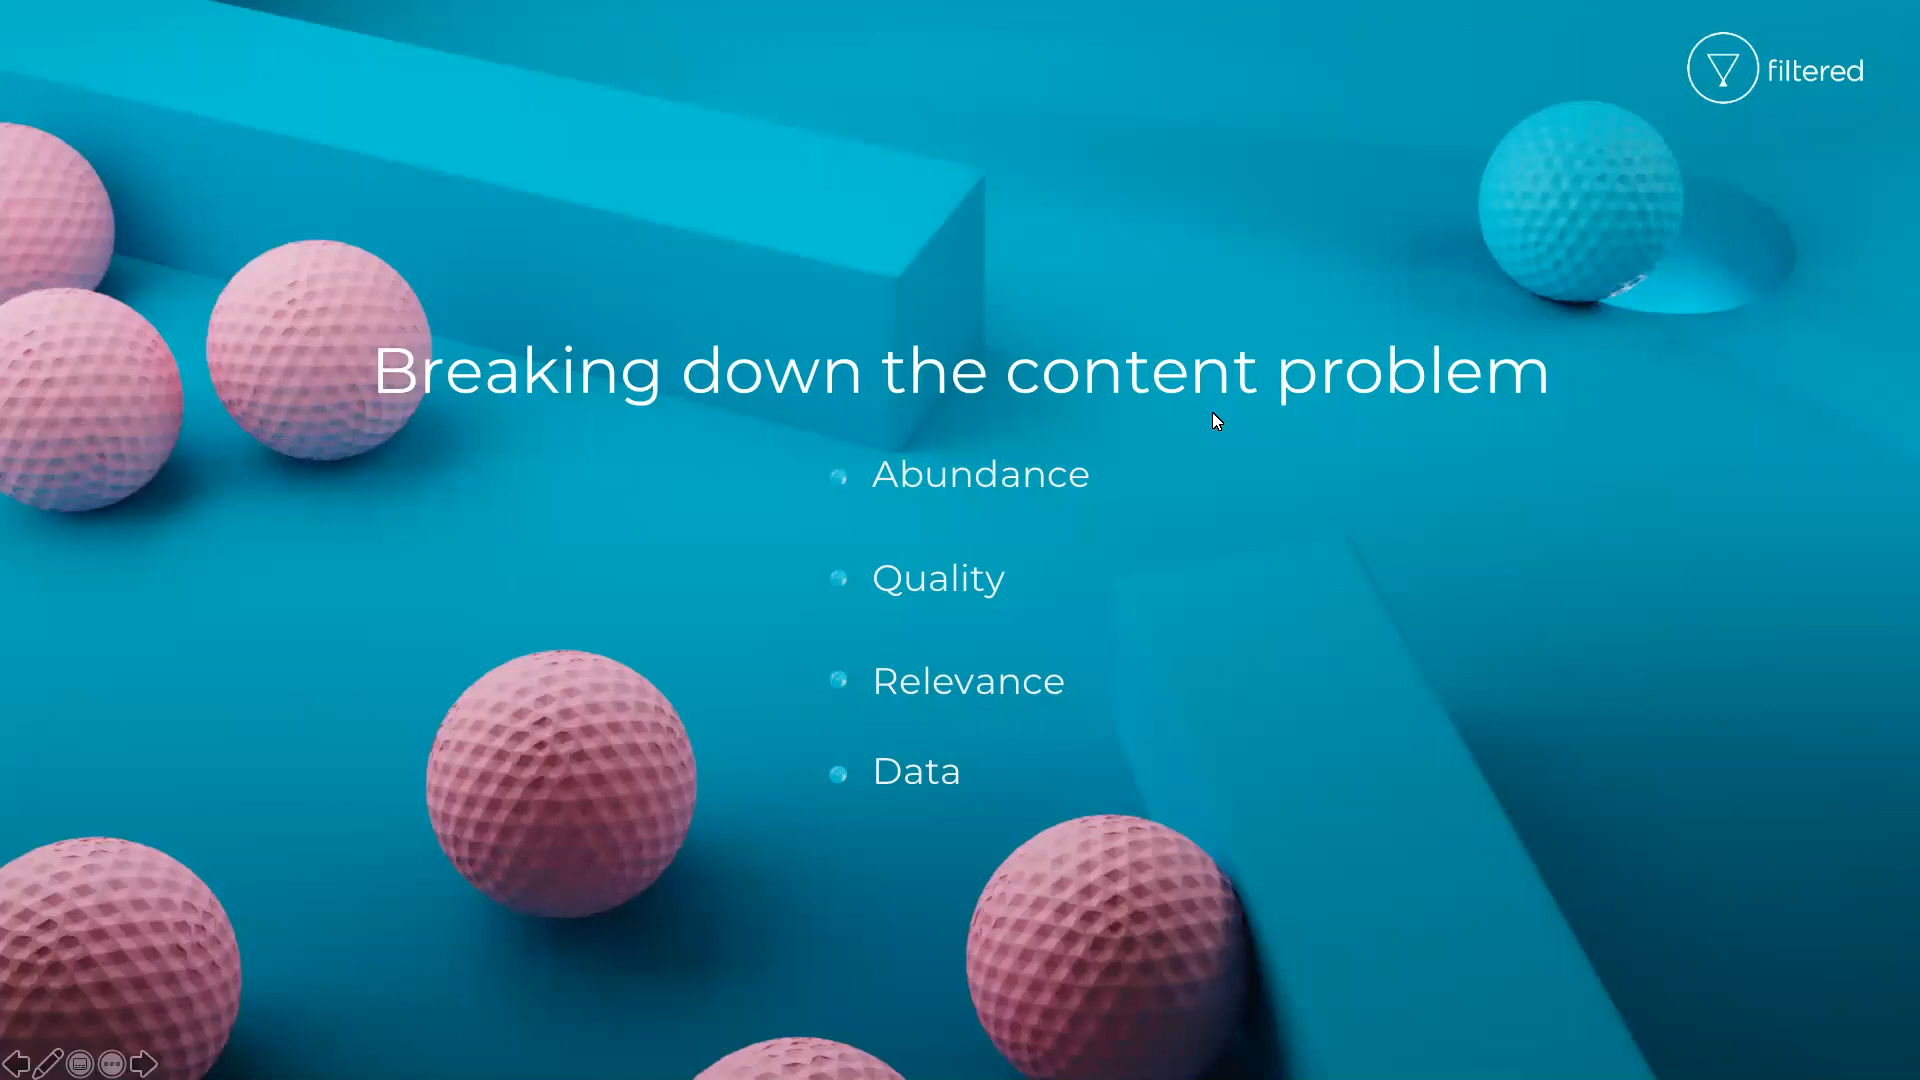 filtered
Breaking down the content problem
Abundance
Quality
Relevance
Data